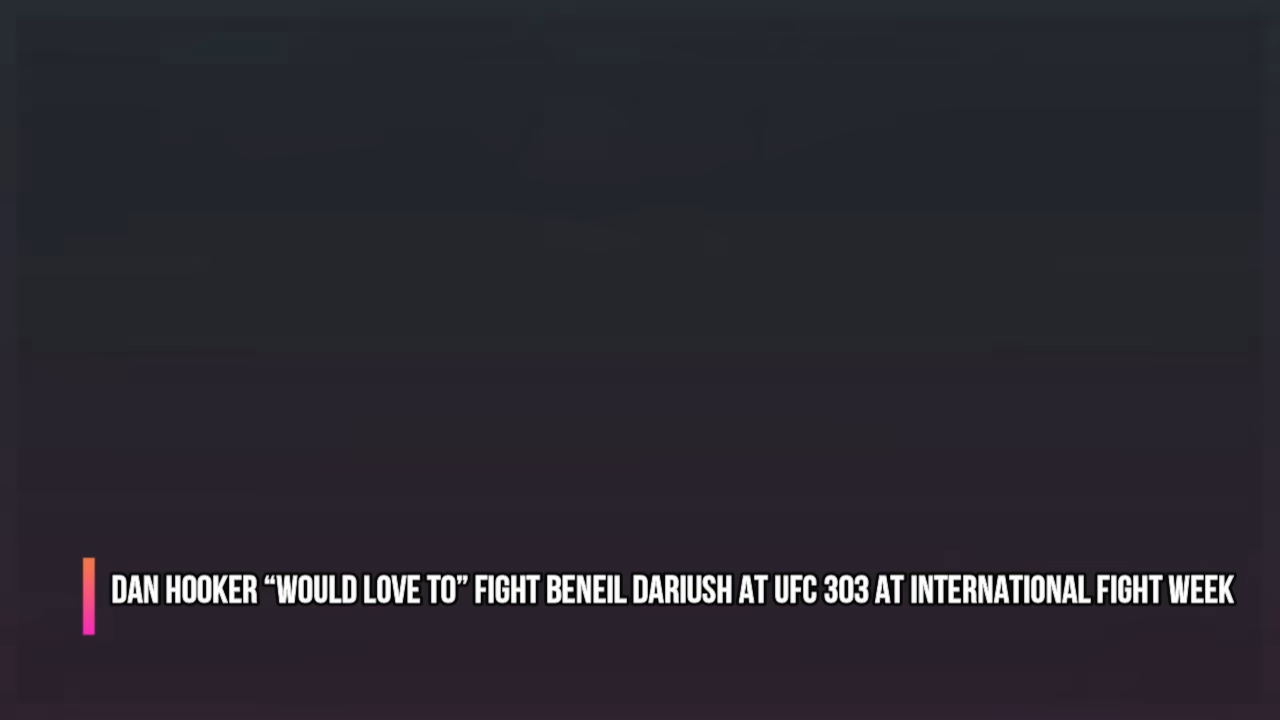 DAN HOOKER “WOULD LOVE TO” FIGHT BENEIL DARIUSH AT UFC 303 AT INTERNATIONAL FIGHT WEEK